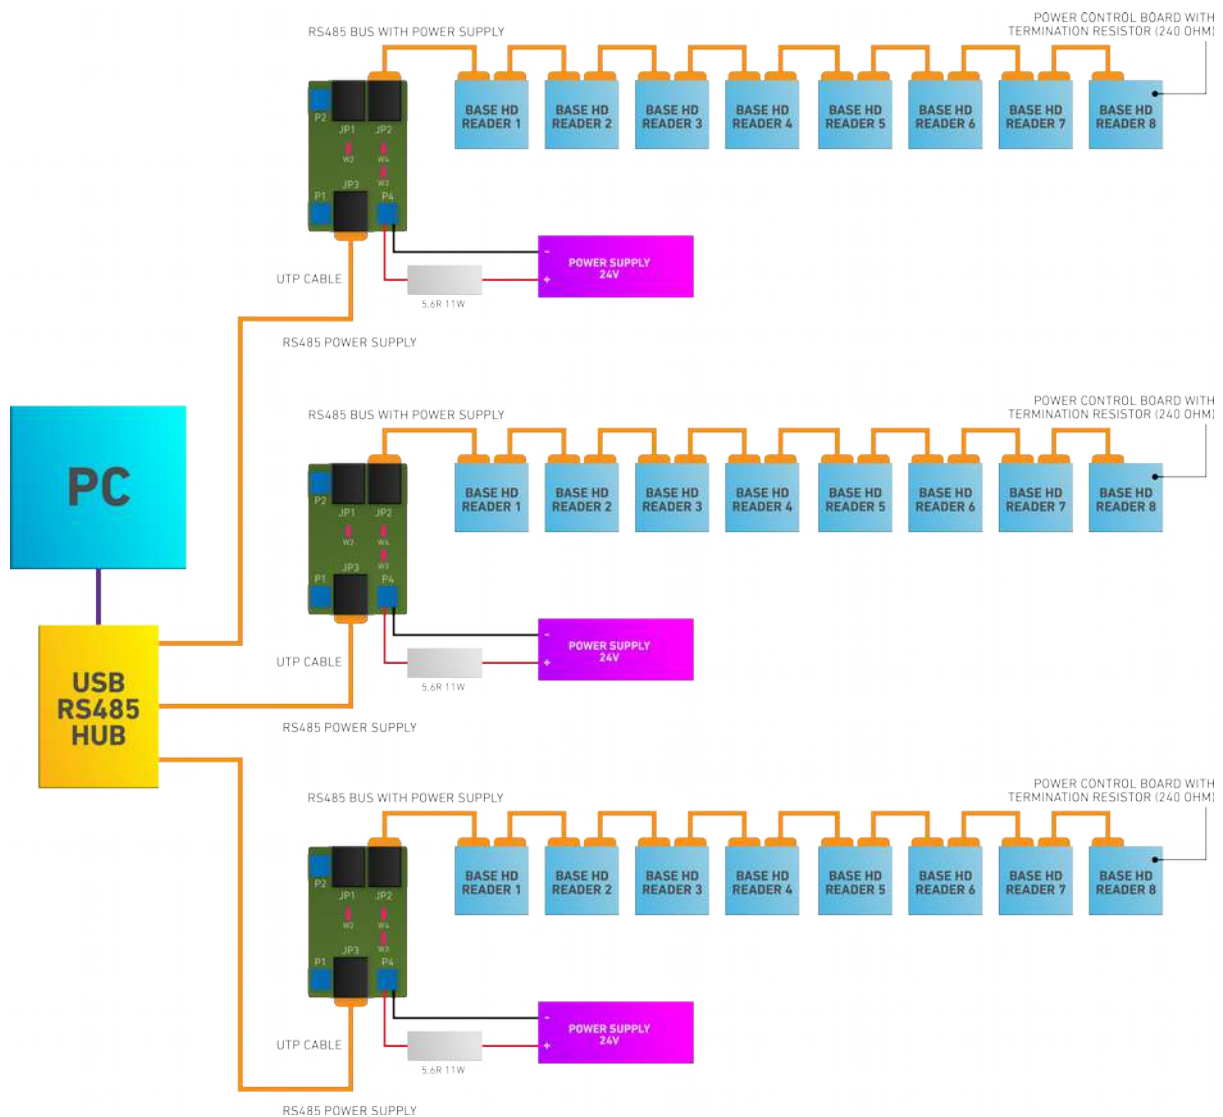 RS485 BUS WITH POWER SUPPLY
POWER CONTROL BOARD WITH
TERMINATION RESISTOR (240 OHM)
P2
JP1
JP2
W2
W4
W3
P1
JP3
P4
BASE HD
READER 1
BASE HD
READER 2
BASE HD
READER 3
BASE HD
READER 4
BASE HD
READER 5
BASE HD
READER 6
BASE HD
READER 7
BASE HD
READER 8
-
POWER SUPPLY
24V
+
UTP CABLE
5,6R 11W
RS485 POWER SUPPLY
PC
USB
RS485
HUB
RS485 BUS WITH POWER SUPPLY
POWER CONTROL BOARD WITH
TERMINATION RESISTOR (240 OHM)
P2
JP1
JP2
W2
W4
W3
P1
JP3
P4
BASE HD
READER 1
BASE HD
READER 2
BASE HD
READER 3
BASE HD
READER 4
BASE HD
READER 5
BASE HD
READER 6
BASE HD
READER 7
BASE HD
READER 8
-
POWER SUPPLY
24V
+
UTP CABLE
5,6R 11W
RS485 POWER SUPPLY
RS485 BUS WITH POWER SUPPLY
POWER CONTROL BOARD WITH
TERMINATION RESISTOR (240 OHM)
P2
JP1
JP2
W2
W4
W3
P1
JP3
P4
BASE HD
READER 1
BASE HD
READER 2
BASE HD
READER 3
BASE HD
READER 4
BASE HD
READER 5
BASE HD
READER 6
BASE HD
READER 7
BASE HD
READER 8
-
POWER SUPPLY
24V
+
UTP CABLE
5,6R 11W
RS485 POWER SUPPLY